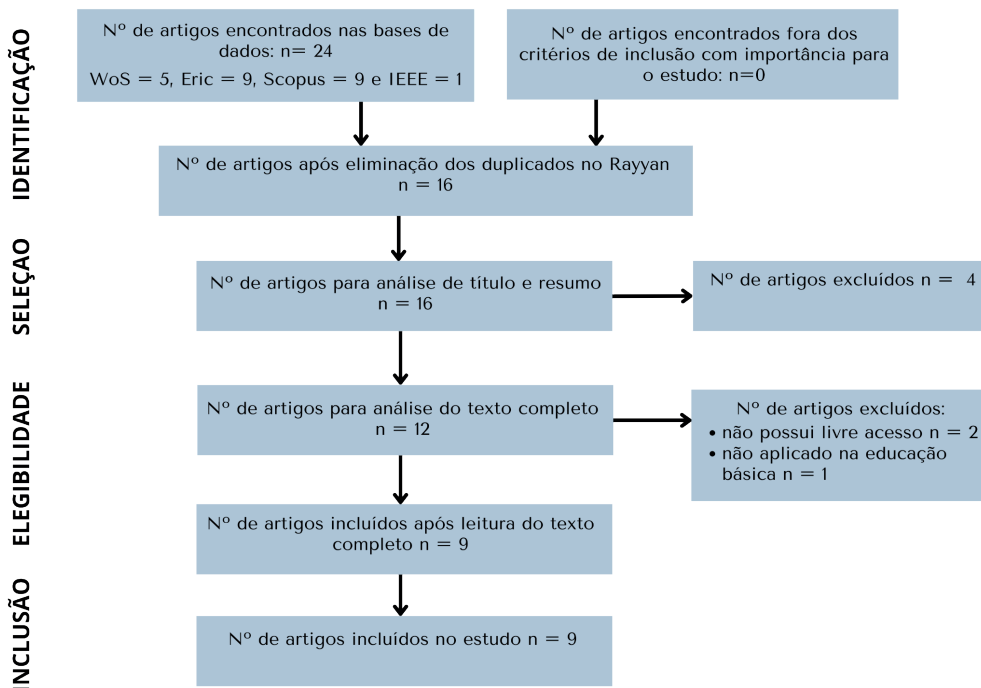 IDENTIFICAÇÃO
Nº de artigos encontrados nas bases de
dados: n= 24
WoS = 5, Eric = 9, Scopus = 9 e IEEE = 1
Nº de artigos encontrados fora dos
critérios de inclusão com importância para
o estudo: n=0
Nº de artigos após eliminação dos duplicados no Rayyan
n = 16
SELEÇAO
Nº de artigos para análise de título e resumo
n = 16
Nº de artigos excluídos n = 4
ELEGIBILIDADE
Nº de artigos para análise do texto completo
n = 12
Nº de artigos excluídos:
• não possui livre acesso n = 2
• não aplicado na educação
básica n = 1
Nº de artigos incluídos após leitura do texto
completo n = 9
INCLUSÃO
Nº de artigos incluídos no estudo n = 9